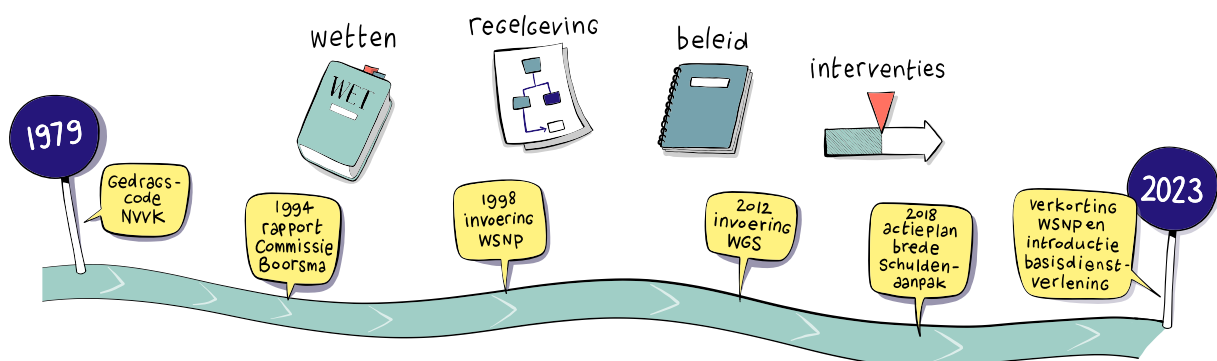 wetten
regelgeving
beleid
interventies
WET
1979
Gedrags-
code
NVVK
1994
rapport
Commissie
Boorsma
1998
invoering
WSNP
2012
invoering
WGS
2018
actieplan
brede
Schulden-
aanpak
verkorting
WSNP en
introductie
basisdienst-
verlening
2023